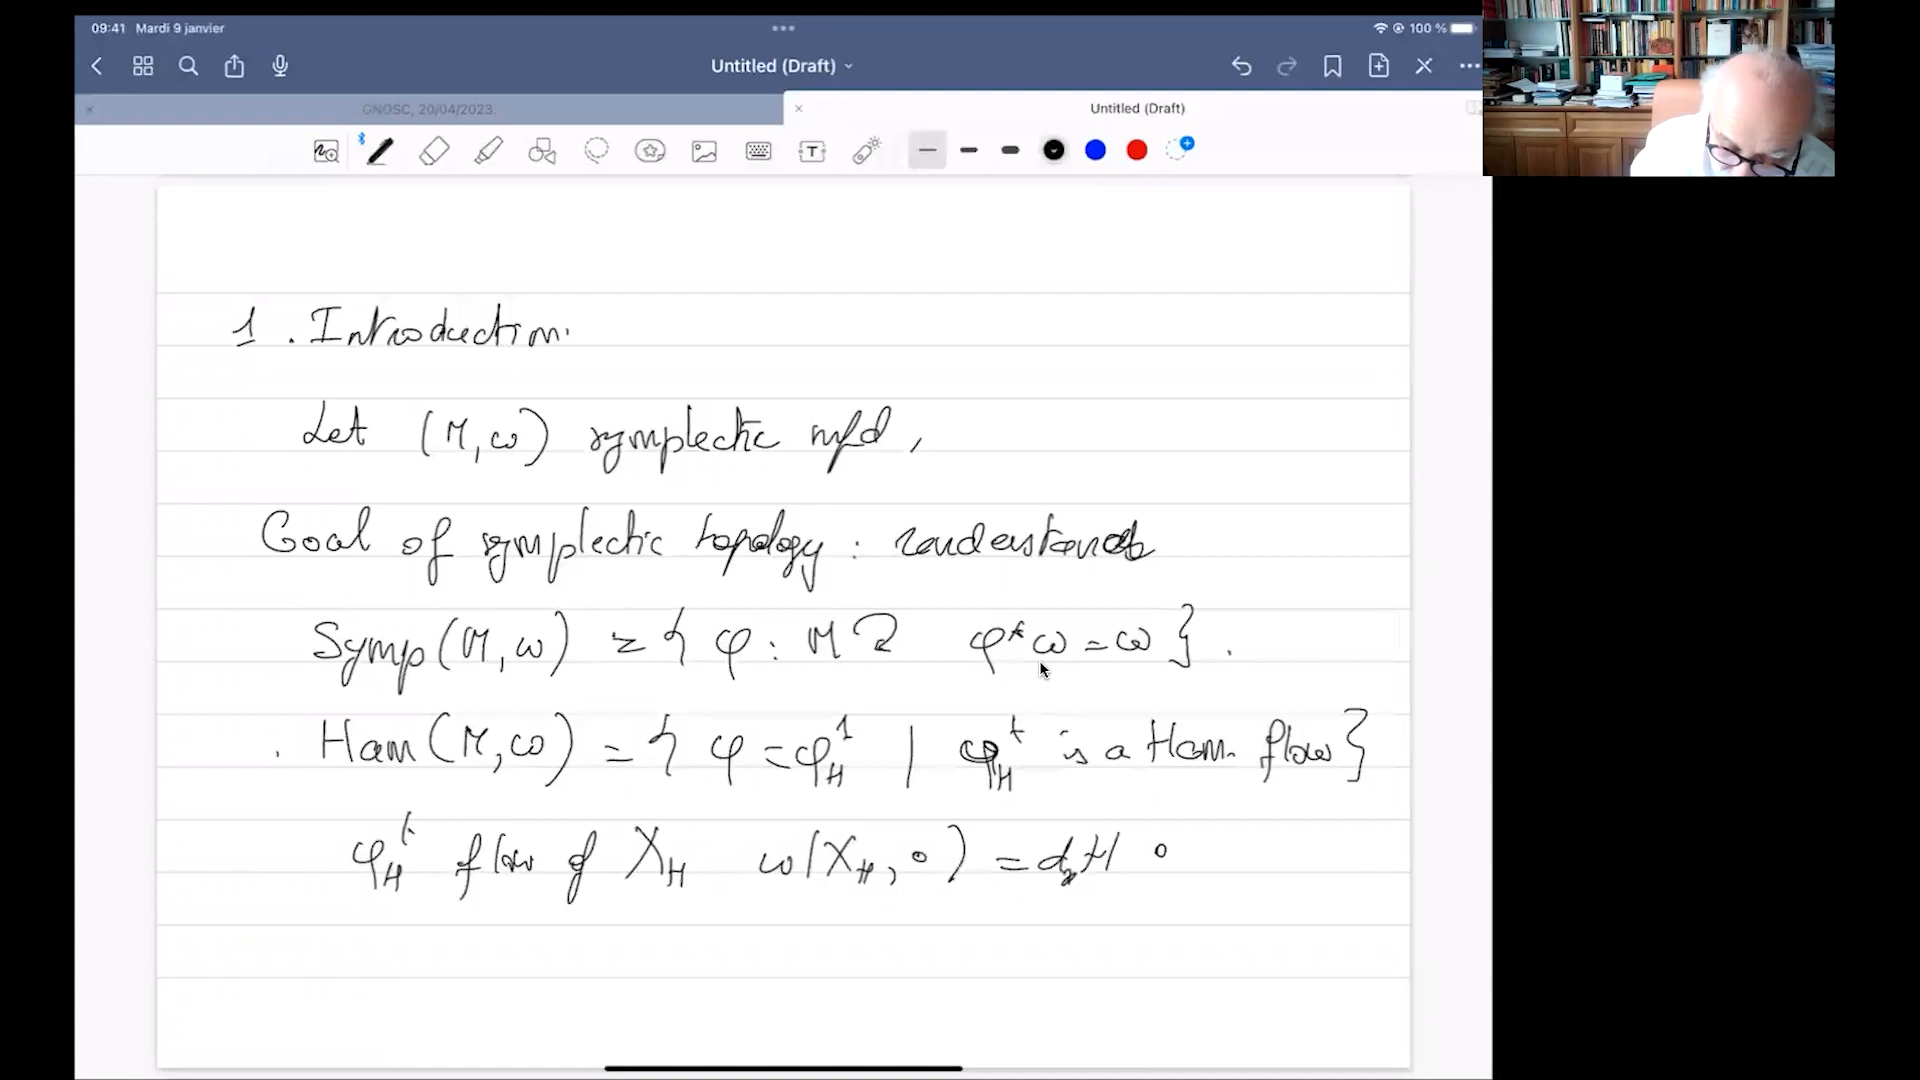 09:41 Mardi 9 janvier
100 %
Untitled (Draft)
GNOSC, 20/04/2023.
Untitled (Draft)
1. Introduction.
Let (M, ω) symplectic mfd,
Goal of symplectic topology : understand
Symp(M, ω) = { φ : M ⊋ φ*ω = ω } .
. Ham(M, ω) = { φ = φ_H^1 | φ_H^t is a Ham. flow }
φ_H^t flow of X_H ω(X_H, •) = d_zH •